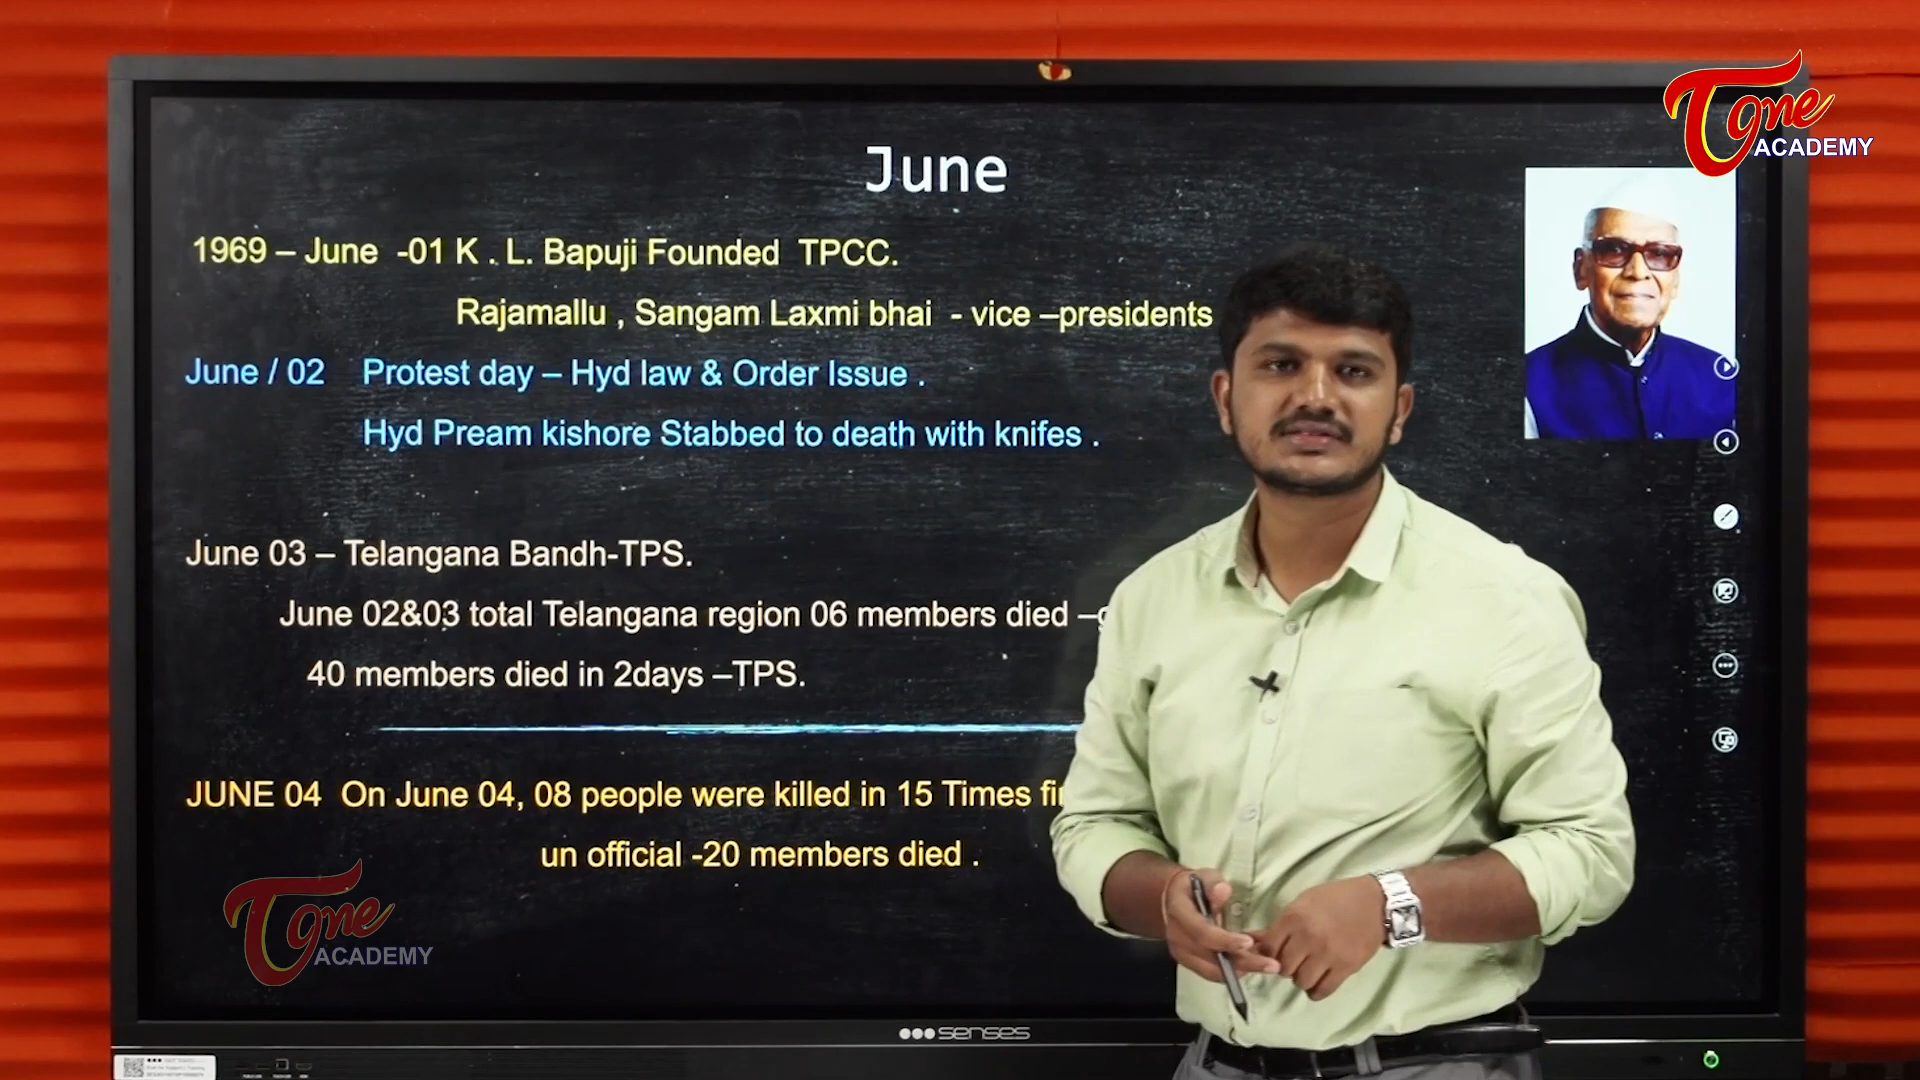 Tone
ACADEMY
June
1969 – June -01 K . L. Bapuji Founded TPCC.
Rajamallu , Sangam Laxmi bhai - vice –presidents
June / 02 Protest day – Hyd law & Order Issue .
Hyd Pream kishore Stabbed to death with knifes .
June 03 – Telangana Bandh-TPS.
June 02&03 total Telangana region 06 members died –
40 members died in 2days –TPS.
JUNE 04 On June 04, 08 people were killed in 15 Times
un official -20 members died .
Tone
ACADEMY
senses